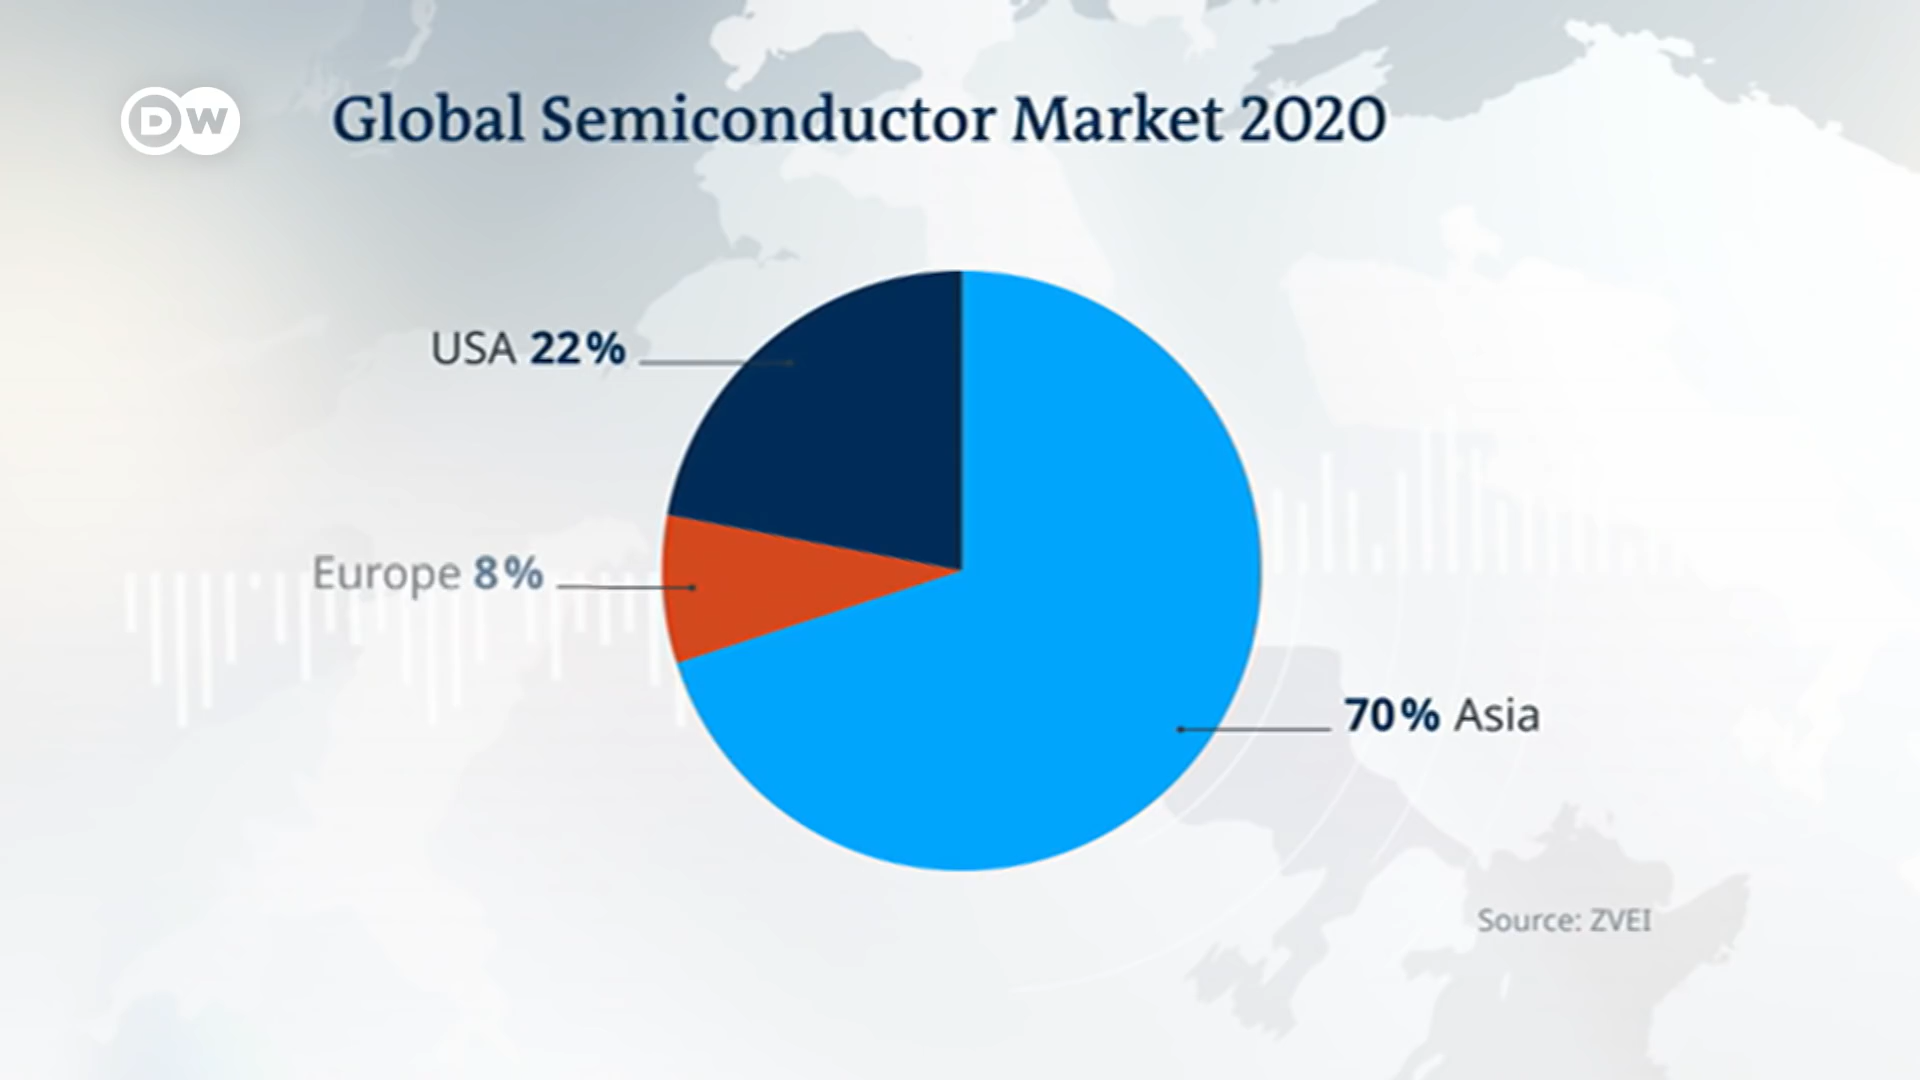 DW
Global Semiconductor Market 2020
USA 22%
Europe 8%
70% Asia
Source: ZVEI